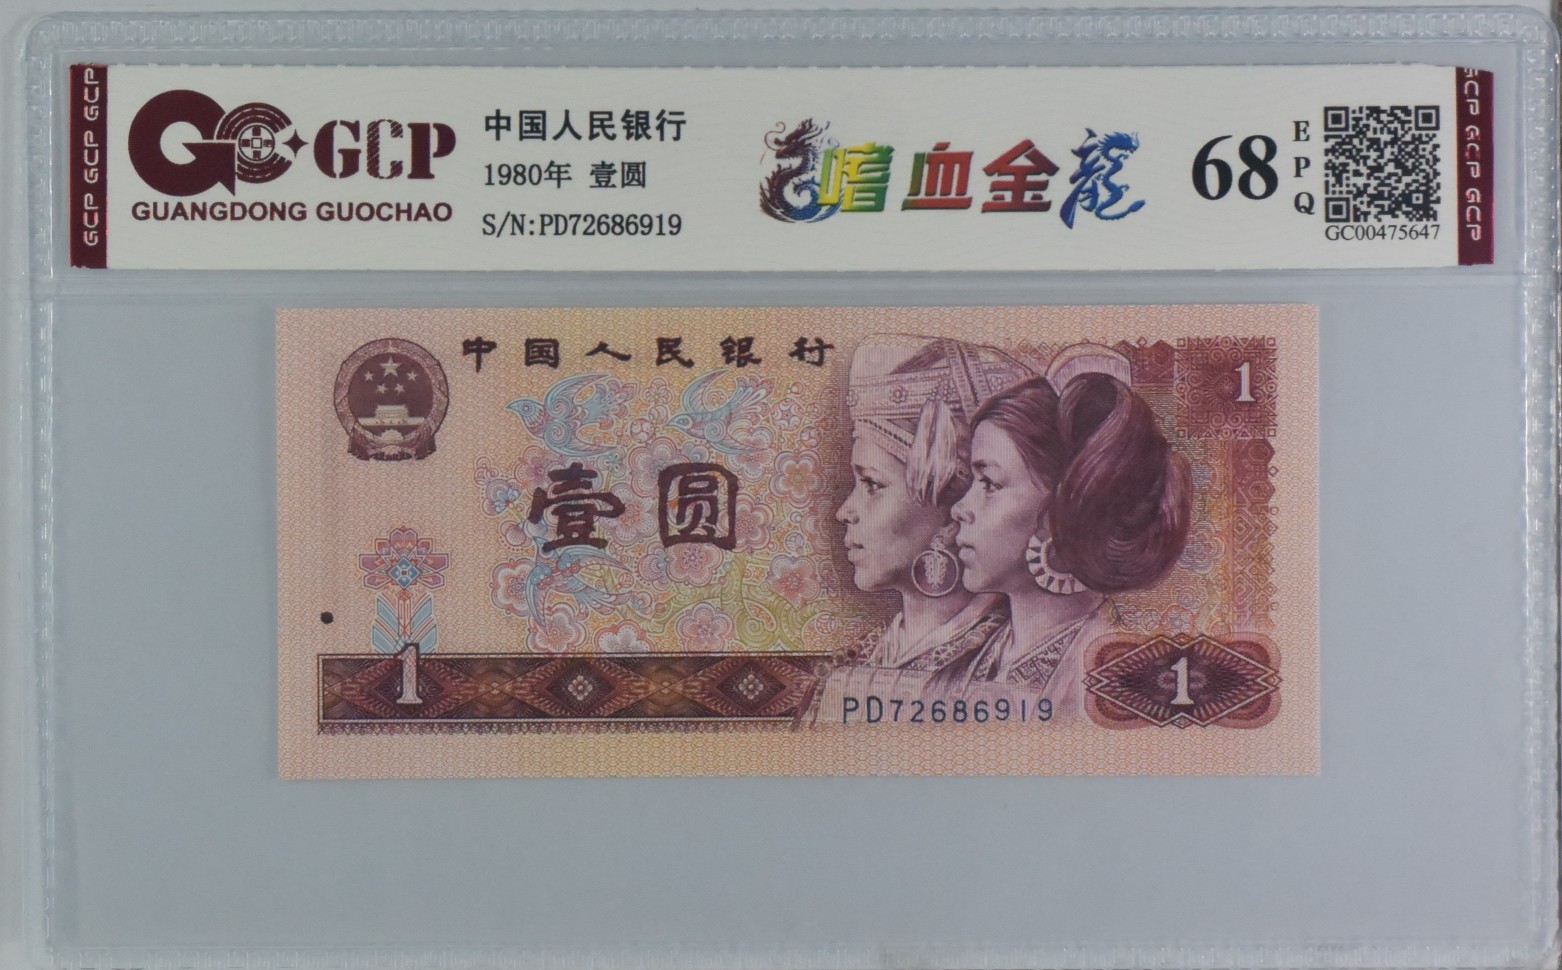 GCP GCP GCP
GCP
GUANGDONG GUOCHAO
中国人民银行
1980年 壹圆
S/N:PD72686919
嗜血金龍
68
EPQ
GC00475647
GCP GCP GCP
中国人民银行
1
壹圆
1
PD72686919
1